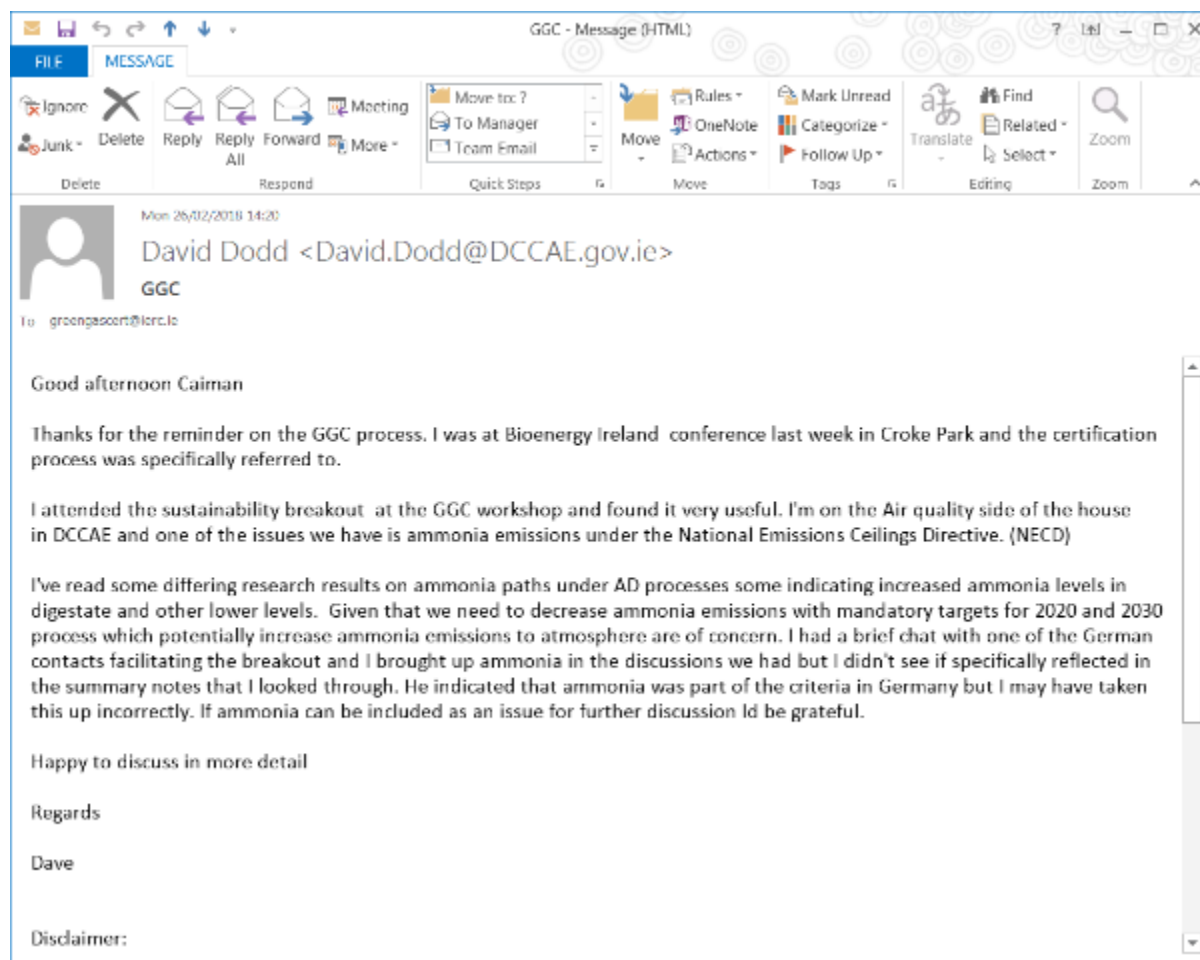 GGC - Message (HTML)
FILE MESSAGE
Ignore
Junk
Delete
Reply
Reply All
Forward
Meeting
More
Move to: ?
To Manager
Team Email
Move
Rules
OneNote
Actions
Mark Unread
Categorize
Follow Up
Translate
Find
Related
Select
Zoom
Delete Respond Quick Steps Move Tags Editing Zoom
Mon 26/02/2018 14:20
David Dodd <David.Dodd@DCCAE.gov.ie>
GGC
To greengascert@ierc.ie
Good afternoon Caiman
Thanks for the reminder on the GGC process. I was at Bioenergy Ireland conference last week in Croke Park and the certification
process was specifically referred to.
I attended the sustainability breakout at the GGC workshop and found it very useful. I'm on the Air quality side of the house
in DCCAE and one of the issues we have is ammonia emissions under the National Emissions Ceilings Directive. (NECD)
I've read some differing research results on ammonia paths under AD processes some indicating increased ammonia levels in
digestate and other lower levels. Given that we need to decrease ammonia emissions with mandatory targets for 2020 and 2030
process which potentially increase ammonia emissions to atmosphere are of concern. I had a brief chat with one of the German
contacts facilitating the breakout and I brought up ammonia in the discussions we had but I didn't see if specifically reflected in
the summary notes that I looked through. He indicated that ammonia was part of the criteria in Germany but I may have taken
this up incorrectly. If ammonia can be included as an issue for further discussion Id be grateful.
Happy to discuss in more detail
Regards
Dave
Disclaimer: